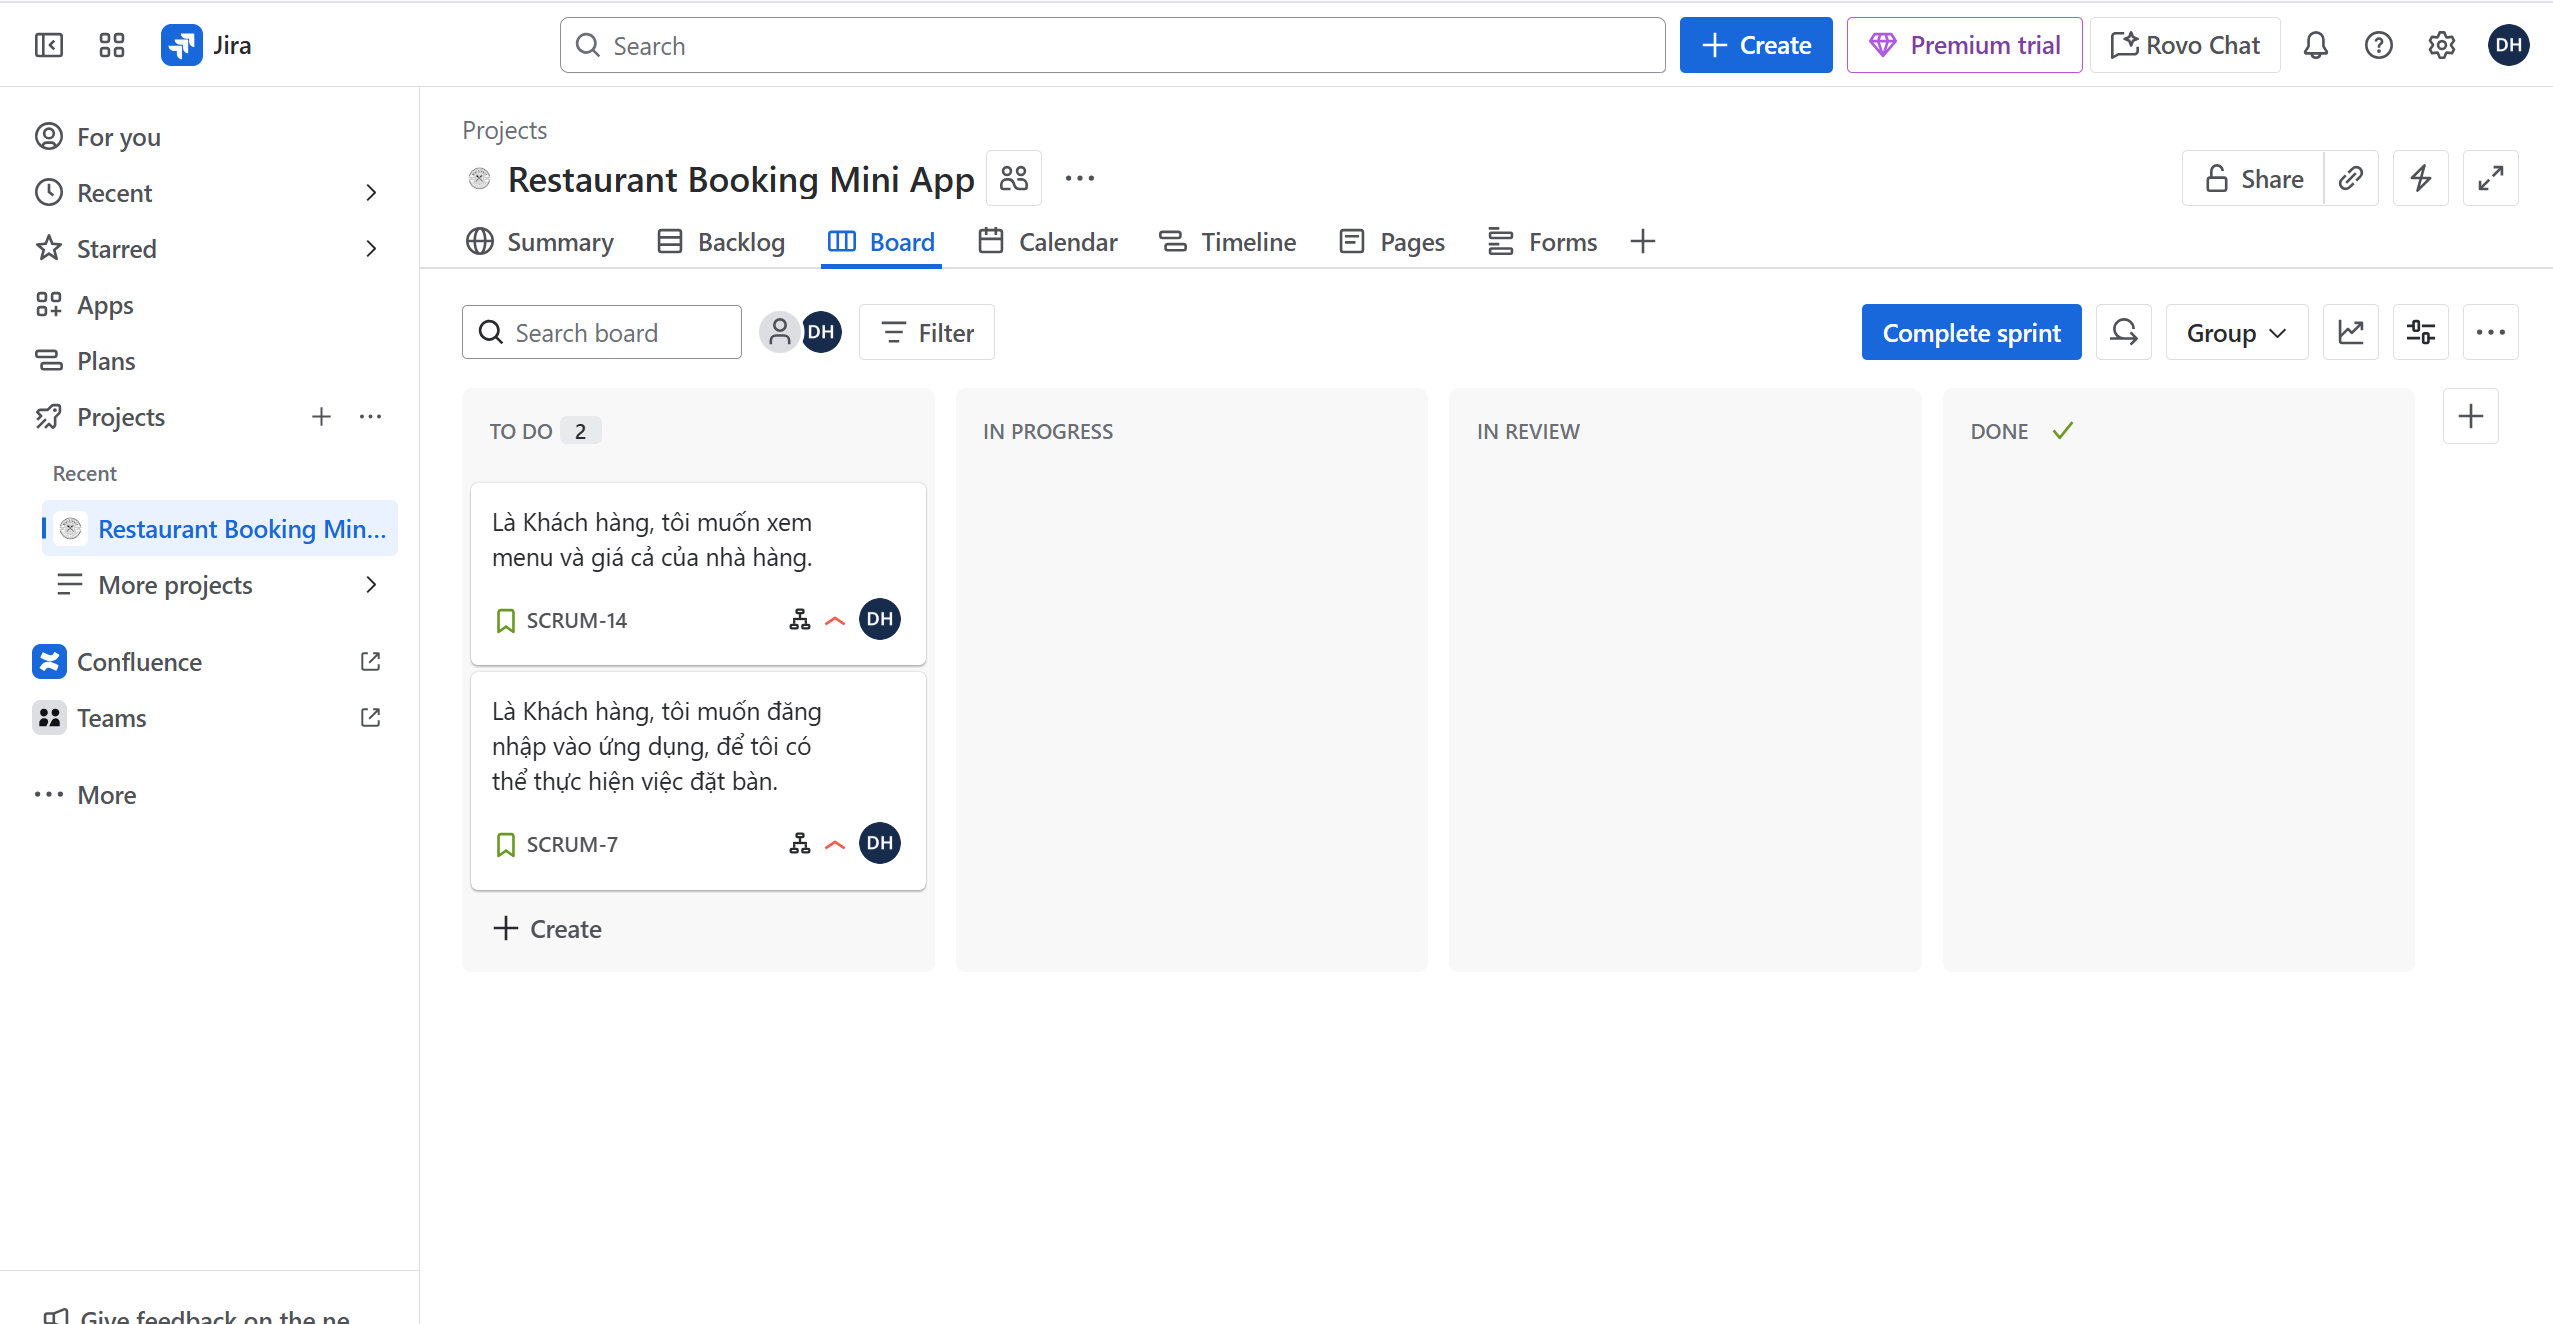 Jira
Search
Create
Premium trial
Rovo Chat
DH
For you
Recent
Starred
Apps
Plans
Projects
Recent
Restaurant Booking Min...
More projects
Confluence
Teams
More
Give feedback on the ne
Projects
Restaurant Booking Mini App
Share
Summary
Backlog
Board
Calendar
Timeline
Pages
Forms
Search board
DH
Filter
Complete sprint
Group
TO DO 2
Là Khách hàng, tôi muốn xem
menu và giá cả của nhà hàng.
SCRUM-14
DH
Là Khách hàng, tôi muốn đăng
nhập vào ứng dụng, để tôi có
thể thực hiện việc đặt bàn.
SCRUM-7
DH
Create
IN PROGRESS
IN REVIEW
DONE